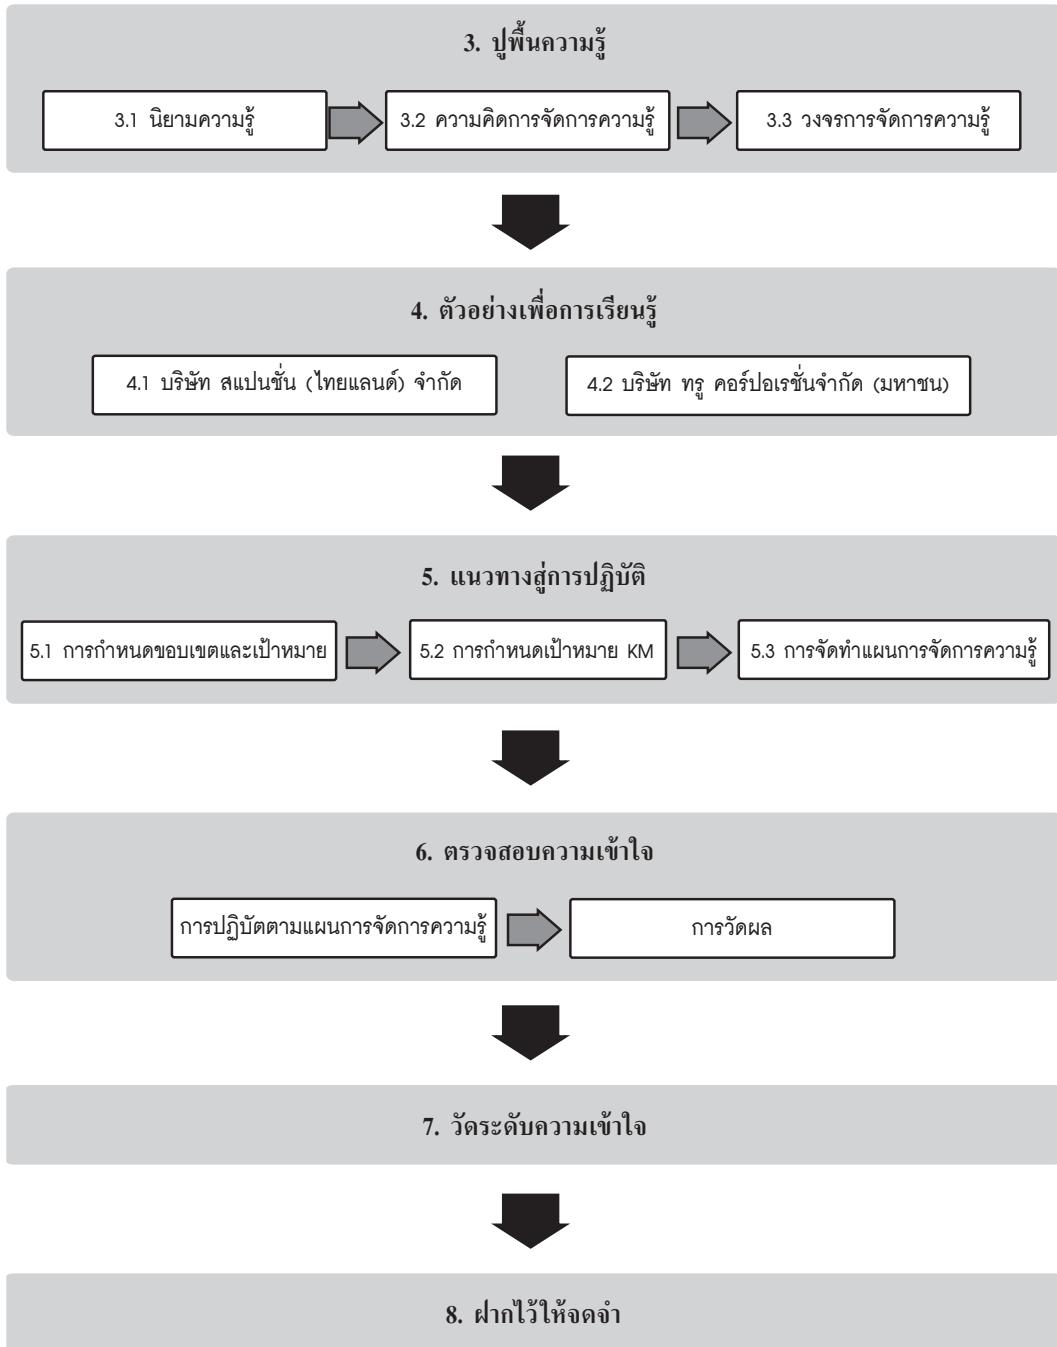 3. ปูพื้นความรู้
3.1 นิยามความรู้
3.2 ความคิดการจัดการความรู้
3.3 วงจรการจัดการความรู้
4. ตัวอย่างเพื่อการเรียนรู้
4.1 บริษัท สแปนชั่น (ไทยแลนด์) จำกัด
4.2 บริษัท ทรู คอร์ปอเรชั่นจำกัด (มหาชน)
5. แนวทางสู่การปฏิบัติ
5.1 การกำหนดขอบเขตและเป้าหมาย
5.2 การกำหนดเป้าหมาย KM
5.3 การจัดทำแผนการจัดการความรู้
6. ตรวจสอบความเข้าใจ
การปฏิบัตตามแผนการจัดการความรู้
การวัดผล
7. วัดระดับความเข้าใจ
8. ฝากไว้ให้จดจำ